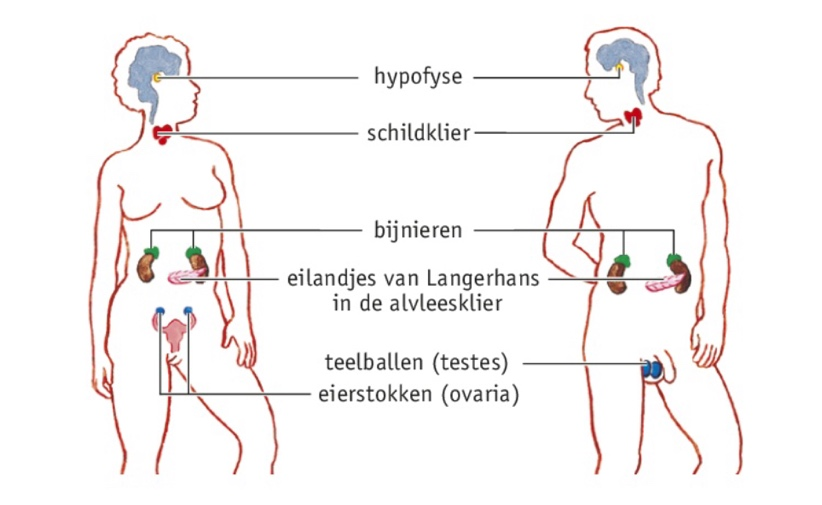 hypofyse
schildklier
bijnieren
eilandjes van Langerhans
in de alvleesklier
teelballen (testes)
eierstokken (ovaria)